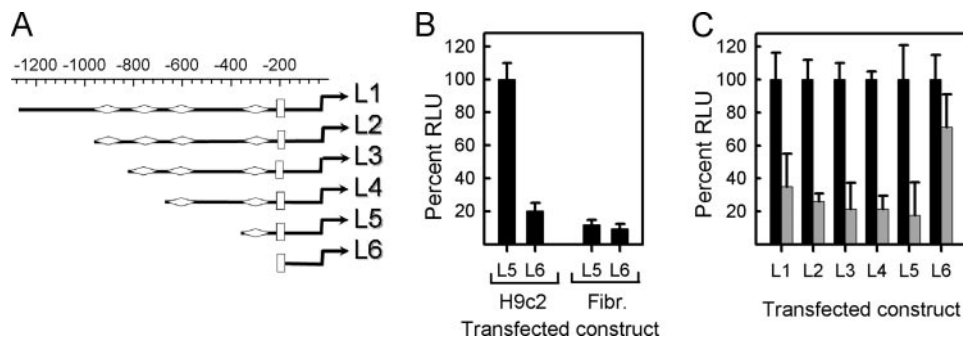 A
-1200 -1000 -800 -600 -400 -200
L1
L2
L3
L4
L5
L6
B
Percent RLU
120
100
80
60
40
20
L5 L6 L5 L6
H9c2 Fibr.
Transfected construct
C
Percent RLU
120
100
80
60
40
20
L1 L2 L3 L4 L5 L6
Transfected construct